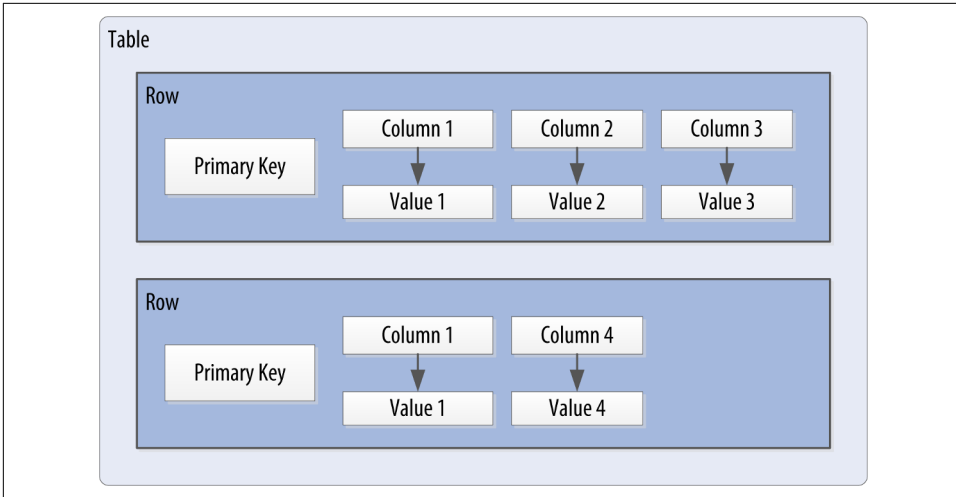 Table
Row
Primary Key
Column 1
Column 2
Column 3
Value 1
Value 2
Value 3
Row
Primary Key
Column 1
Column 4
Value 1
Value 4